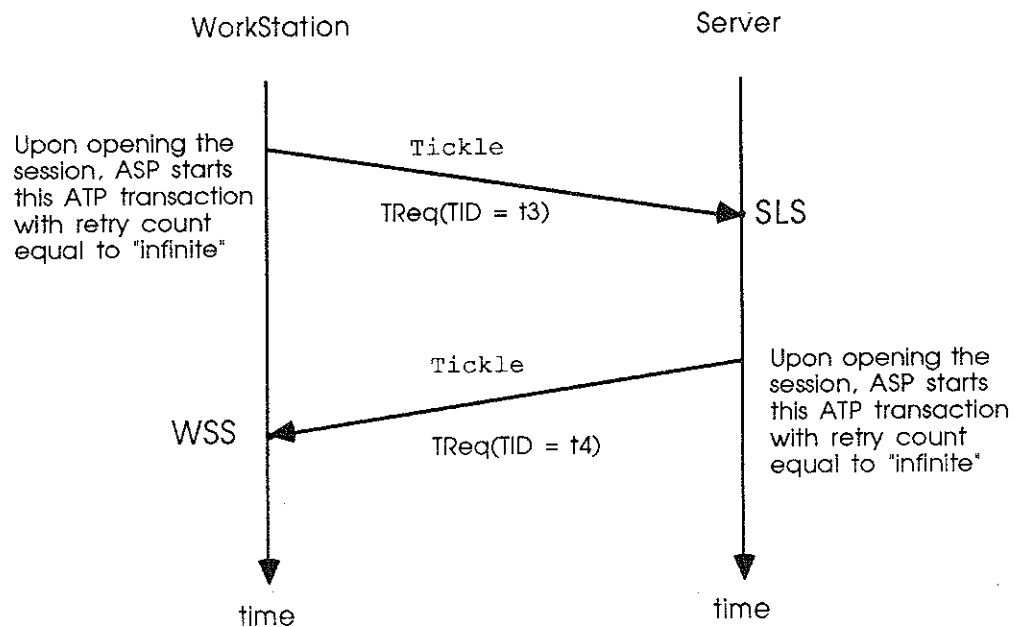 WorkStation
Server
Upon opening the
session, ASP starts
this ATP transaction
with retry count
equal to "infinite"
Tickle
TReq(TID = t3)
SLS
Tickle
TReq(TID = t4)
WSS
Upon opening the
session, ASP starts
this ATP transaction
with retry count
equal to "infinite"
time
time